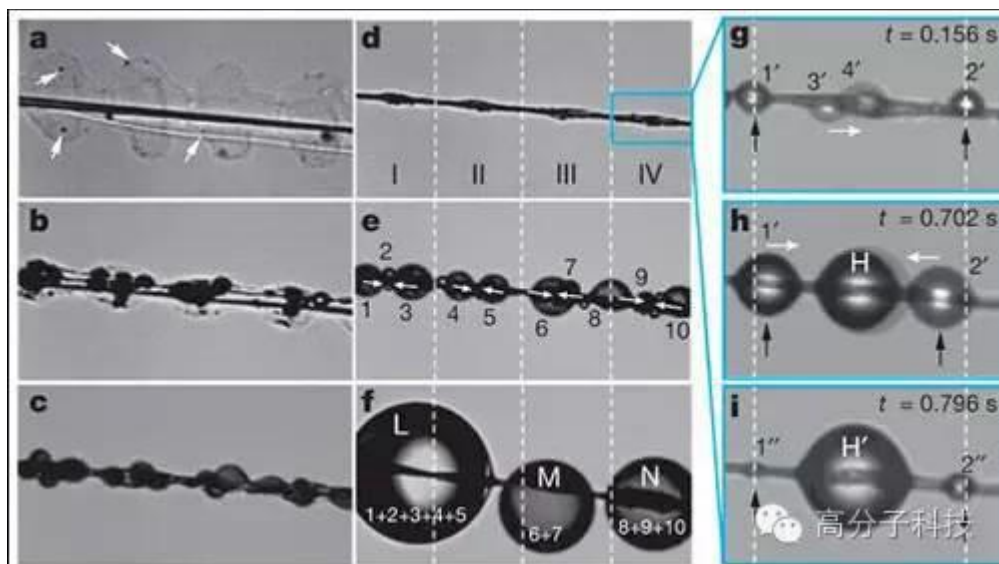 a
d
g
t = 0.156 s
1′
3′
4′
2′
I
II
III
IV
b
e
h
t = 0.702 s
2
7
9
1
3
4
5
6
8
10
1′
H
2′
c
f
i
t = 0.796 s
L
M
N
1+2+3+4+5
6+7
8+9+10
1″
H′
2″
高分子科技